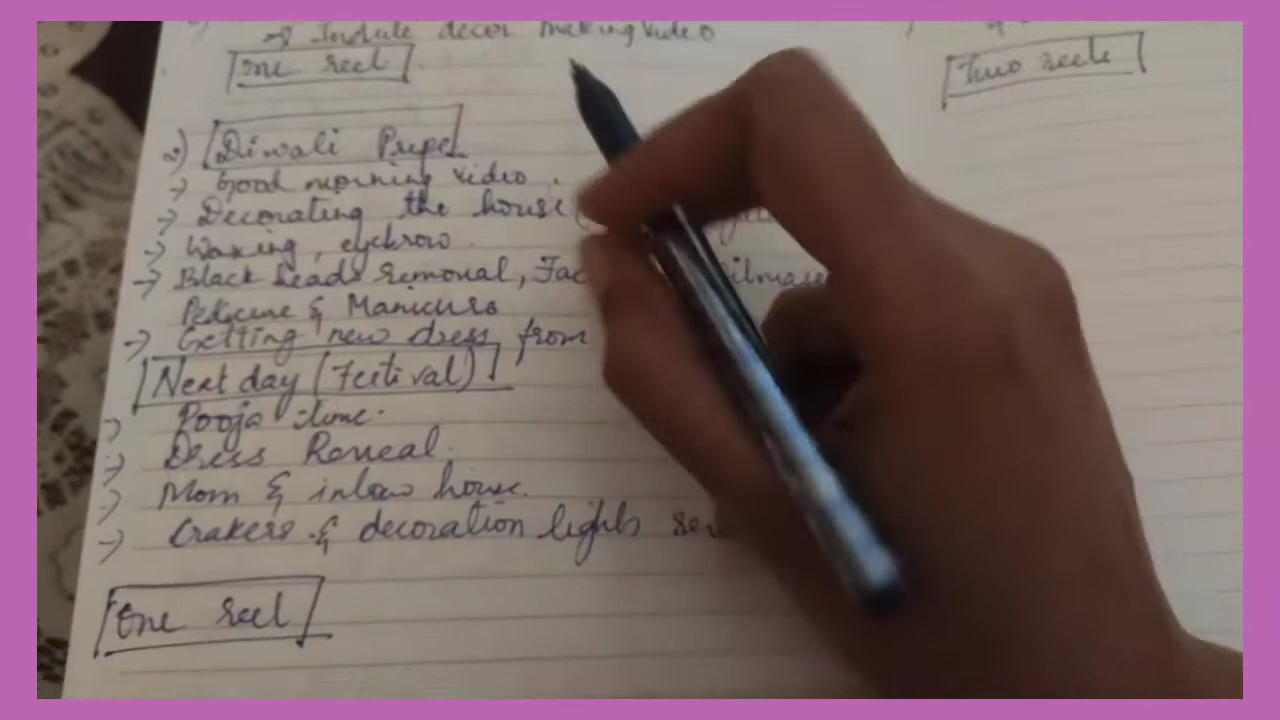 → Include decor making video
One reel
Two reels
2) Diwali Prepe
→ Good morning video.
→ Decorating the house
→ Waxing, eyebrow.
→ Black heads removal,
Pedicure & Manicure
→ Getting new dress from
Next day (Festival)
→ Pooja time.
→ Dress Reveal.
→ Mom & inlaw house.
→ Crakers & decoration lights
One reel